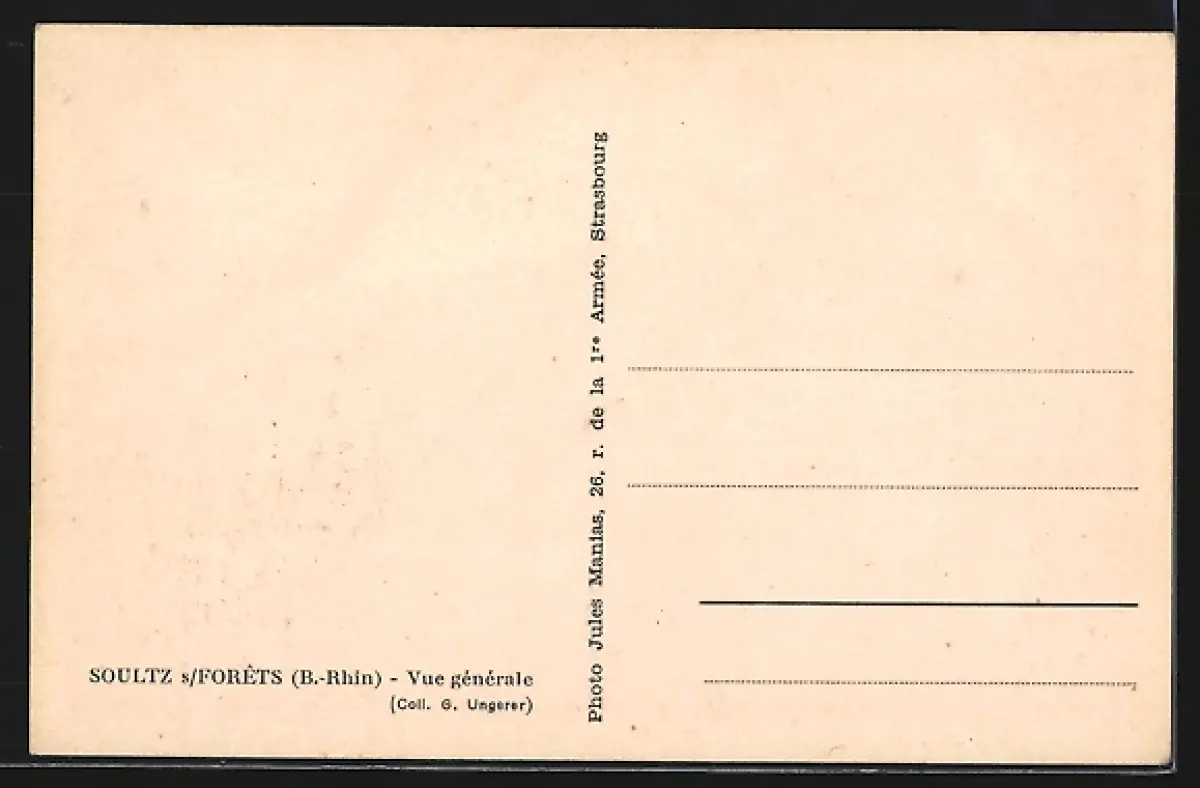 SOULTZ s/FORÊTS (B.-Rhin) - Vue générale
(Coll. G. Ungerer)
Photo Jules Manias, 26, r. de la 1re Armée, Strasbourg